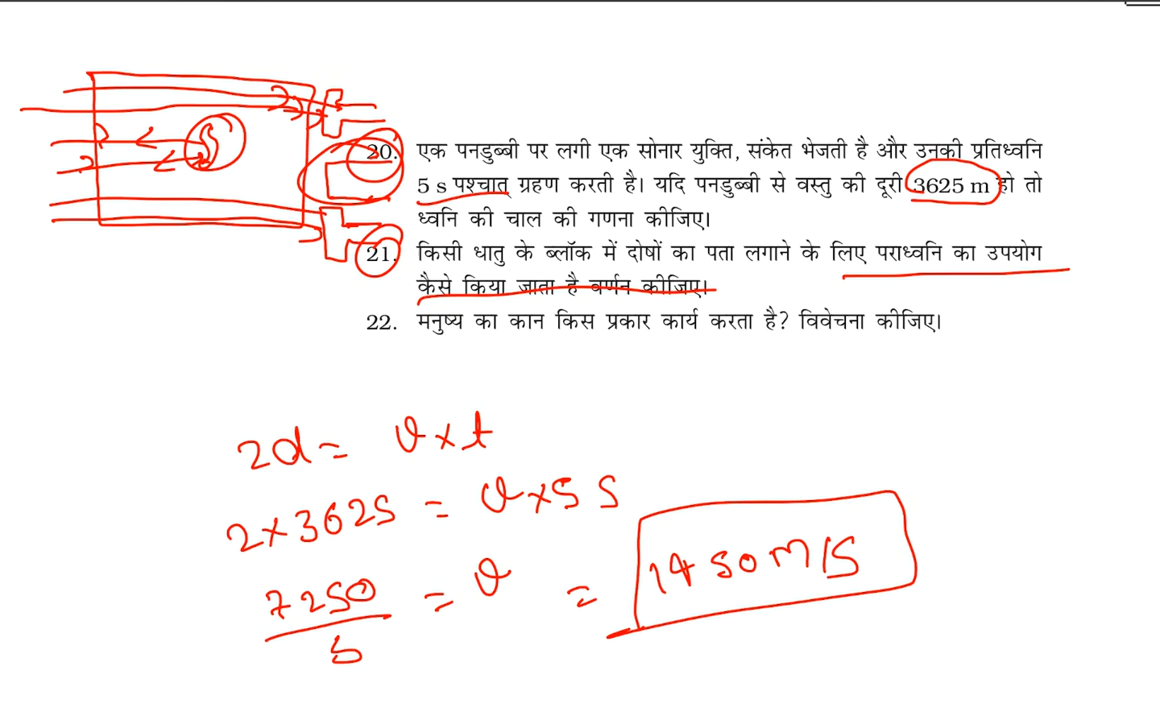 20. एक पनडुब्बी पर लगी एक सोनार युक्ति, संकेत भेजती है और उनकी प्रतिध्वनि
5 s पश्चात् ग्रहण करती है। यदि पनडुब्बी से वस्तु की दूरी 3625 m हो तो
ध्वनि की चाल की गणना कीजिए।
21. किसी धातु के ब्लॉक में दोषों का पता लगाने के लिए पराध्वनि का उपयोग
कैसे किया जाता है वर्णन कीजिए।
22. मनुष्य का कान किस प्रकार कार्य करता है? विवेचना कीजिए।
2d = v × t
2×3625 = v×5 S
7250/5 = v = 1450 m/s